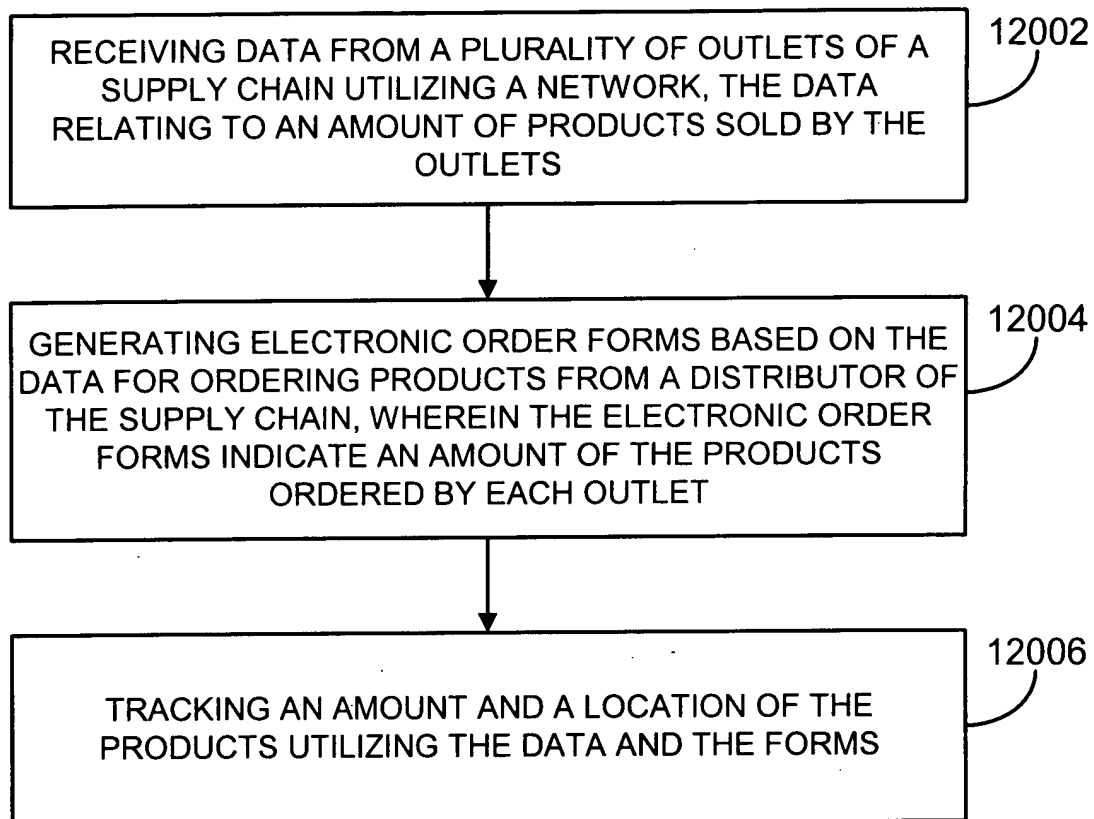 12002
RECEIVING DATA FROM A PLURALITY OF OUTLETS OF A
SUPPLY CHAIN UTILIZING A NETWORK, THE DATA
RELATING TO AN AMOUNT OF PRODUCTS SOLD BY THE
OUTLETS
12004
GENERATING ELECTRONIC ORDER FORMS BASED ON THE
DATA FOR ORDERING PRODUCTS FROM A DISTRIBUTOR OF
THE SUPPLY CHAIN, WHEREIN THE ELECTRONIC ORDER
FORMS INDICATE AN AMOUNT OF THE PRODUCTS
ORDERED BY EACH OUTLET
12006
TRACKING AN AMOUNT AND A LOCATION OF THE
PRODUCTS UTILIZING THE DATA AND THE FORMS